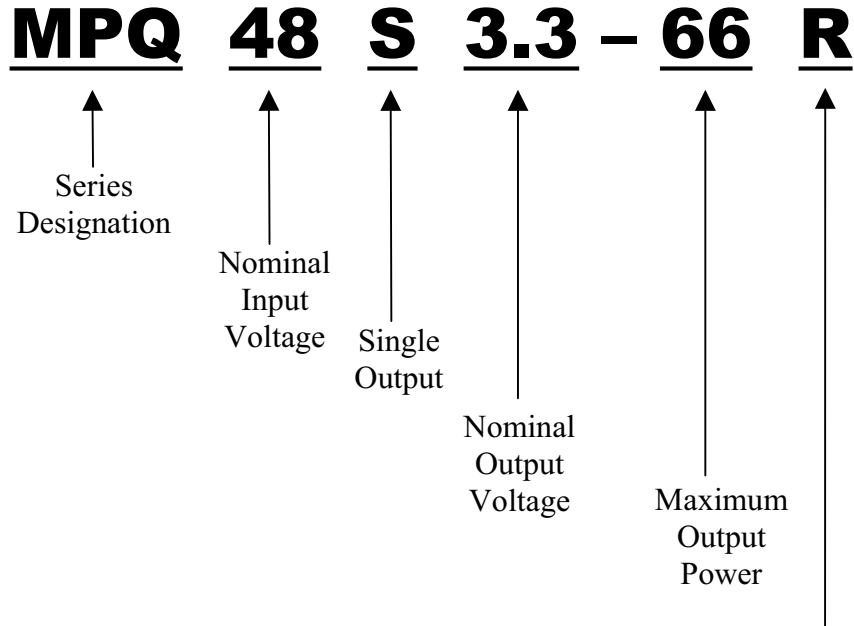 MPQ 48 S 3.3 – 66 R
Series
Designation
Nominal
Input
Voltage
Single
Output
Nominal
Output
Voltage
Maximum
Output
Power